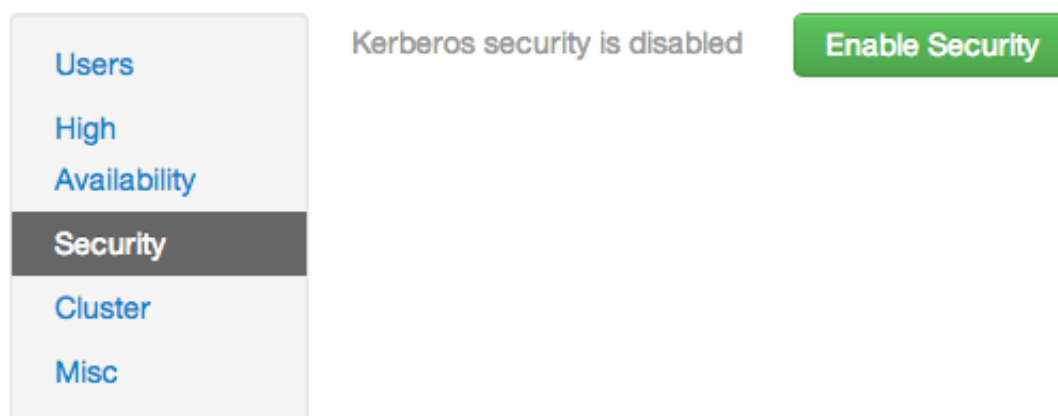 Users
High
Availability
Security
Cluster
Misc
Kerberos security is disabled
Enable Security